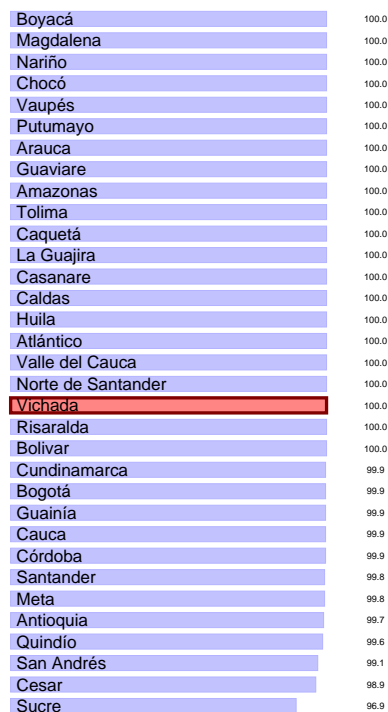 Boyacá 100.0
Magdalena 100.0
Nariño 100.0
Chocó 100.0
Vaupés 100.0
Putumayo 100.0
Arauca 100.0
Guaviare 100.0
Amazonas 100.0
Tolima 100.0
Caquetá 100.0
La Guajira 100.0
Casanare 100.0
Caldas 100.0
Huila 100.0
Atlántico 100.0
Valle del Cauca 100.0
Norte de Santander 100.0
Vichada 100.0
Risaralda 100.0
Bolivar 100.0
Cundinamarca 99.9
Bogotá 99.9
Guainía 99.9
Cauca 99.9
Córdoba 99.9
Santander 99.8
Meta 99.8
Antioquia 99.7
Quindío 99.6
San Andrés 99.1
Cesar 98.9
Sucre 96.9